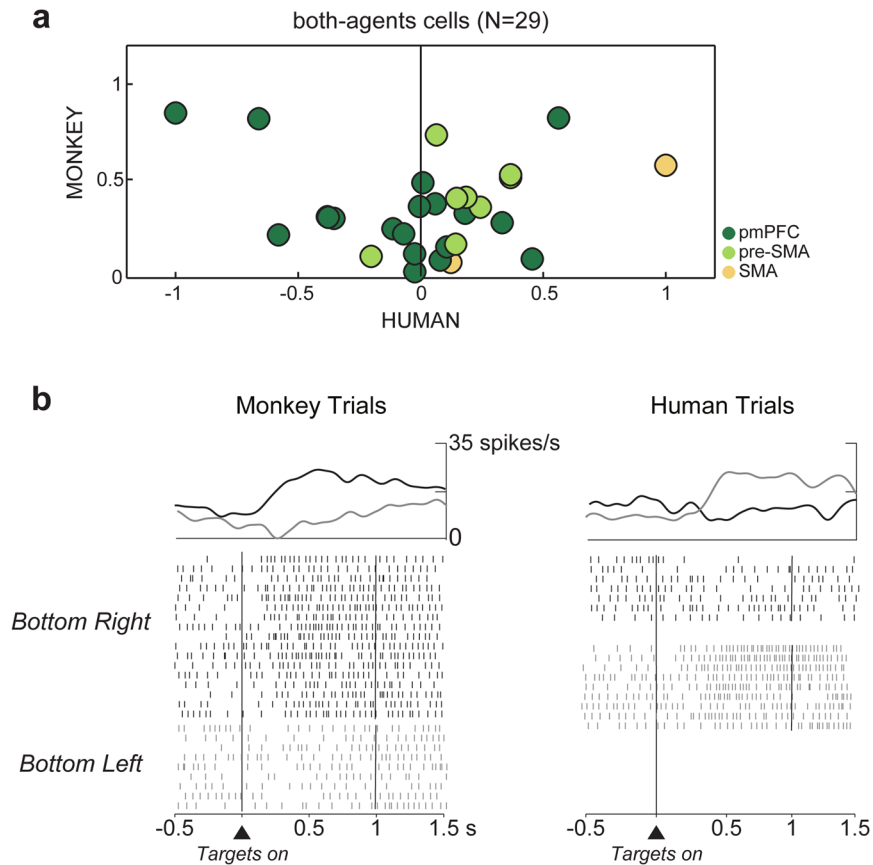 a
both-agents cells (N=29)
MONKEY
1
0.5
0
-1 -0.5 0 0.5 1
HUMAN
pmPFC
pre-SMA
SMA
b
Monkey Trials
Human Trials
35 spikes/s
0
Bottom Right
Bottom Left
-0.5 0.5 1 1.5 s
Targets on
-0.5 0.5 1 1.5
Targets on